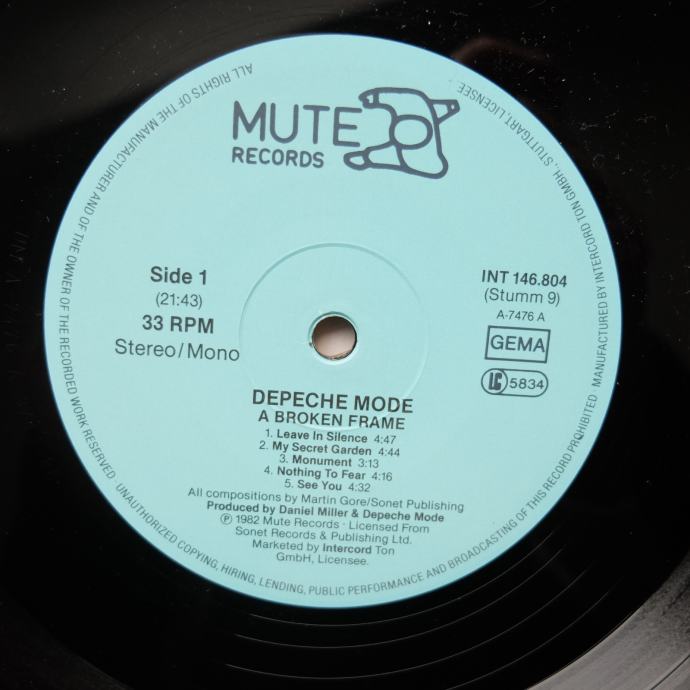 MUTE
RECORDS
Side 1
(21:43)
33 RPM
Stereo/Mono
INT 146.804
(Stumm 9)
A-7476 A
GEMA
LC 5834
DEPECHE MODE
A BROKEN FRAME
1. Leave In Silence 4:47
2. My Secret Garden 4:44
3. Monument 3:13
4. Nothing To Fear 4:16
5. See You 4:32
All compositions by Martin Gore/Sonet Publishing
Produced by Daniel Miller & Depeche Mode
Ⓟ 1982 Mute Records · Licensed From
Sonet Records & Publishing Ltd.
Marketed by Intercord Ton
GmbH, Licensee.
ALL RIGHTS OF THE MANUFACTURER AND OF THE OWNER OF THE RECORDED WORK RESERVED · UNAUTHORIZED COPYING, HIRING, LENDING, PUBLIC PERFORMANCE AND BROADCASTING OF THIS RECORD PROHIBITED · MANUFACTURED BY INTERCORD TON GMBH., STUTTGART, LICENSEE